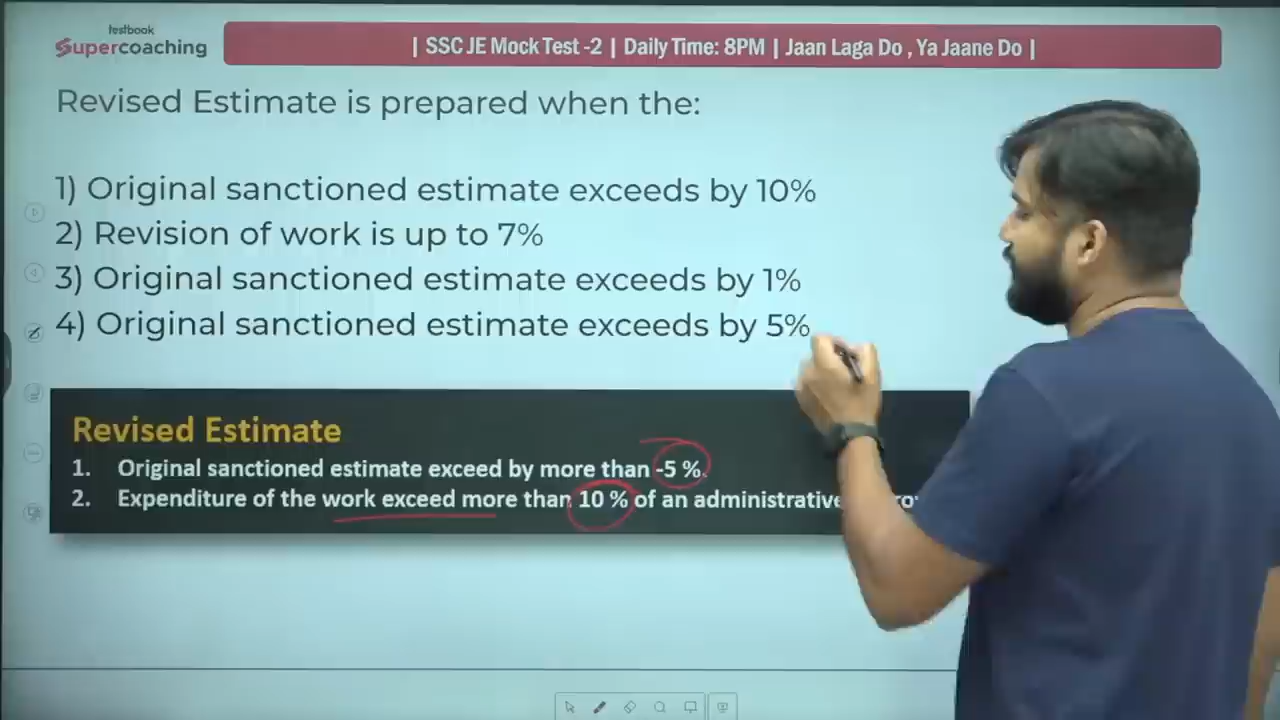 testbook
Supercoaching
| SSC JE Mock Test -2 | Daily Time: 8PM | Jaan Laga Do , Ya Jaane Do |
Revised Estimate is prepared when the:
1) Original sanctioned estimate exceeds by 10%
2) Revision of work is up to 7%
3) Original sanctioned estimate exceeds by 1%
4) Original sanctioned estimate exceeds by 5%
Revised Estimate
1. Original sanctioned estimate exceed by more than -5 %.
2. Expenditure of the work exceed more than 10 % of an administrative